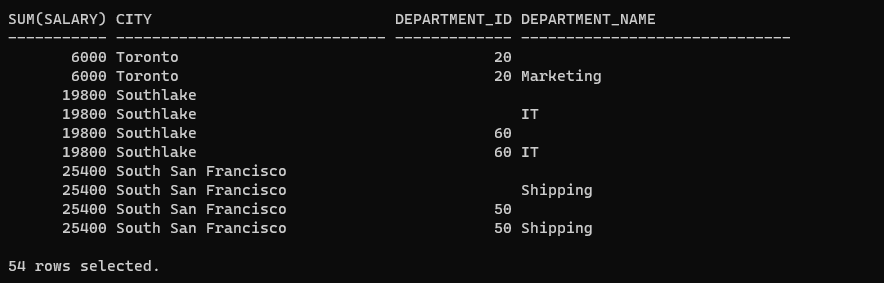 SUM(SALARY) CITY                           DEPARTMENT_ID DEPARTMENT_NAME
----------- ------------------------------ ------------- ------------------------------
       6000 Toronto                                   20
       6000 Toronto                                   20 Marketing
      19800 Southlake
      19800 Southlake                                    IT
      19800 Southlake                                 60
      19800 Southlake                                 60 IT
      25400 South San Francisco
      25400 South San Francisco                          Shipping
      25400 South San Francisco                       50
      25400 South San Francisco                       50 Shipping

54 rows selected.